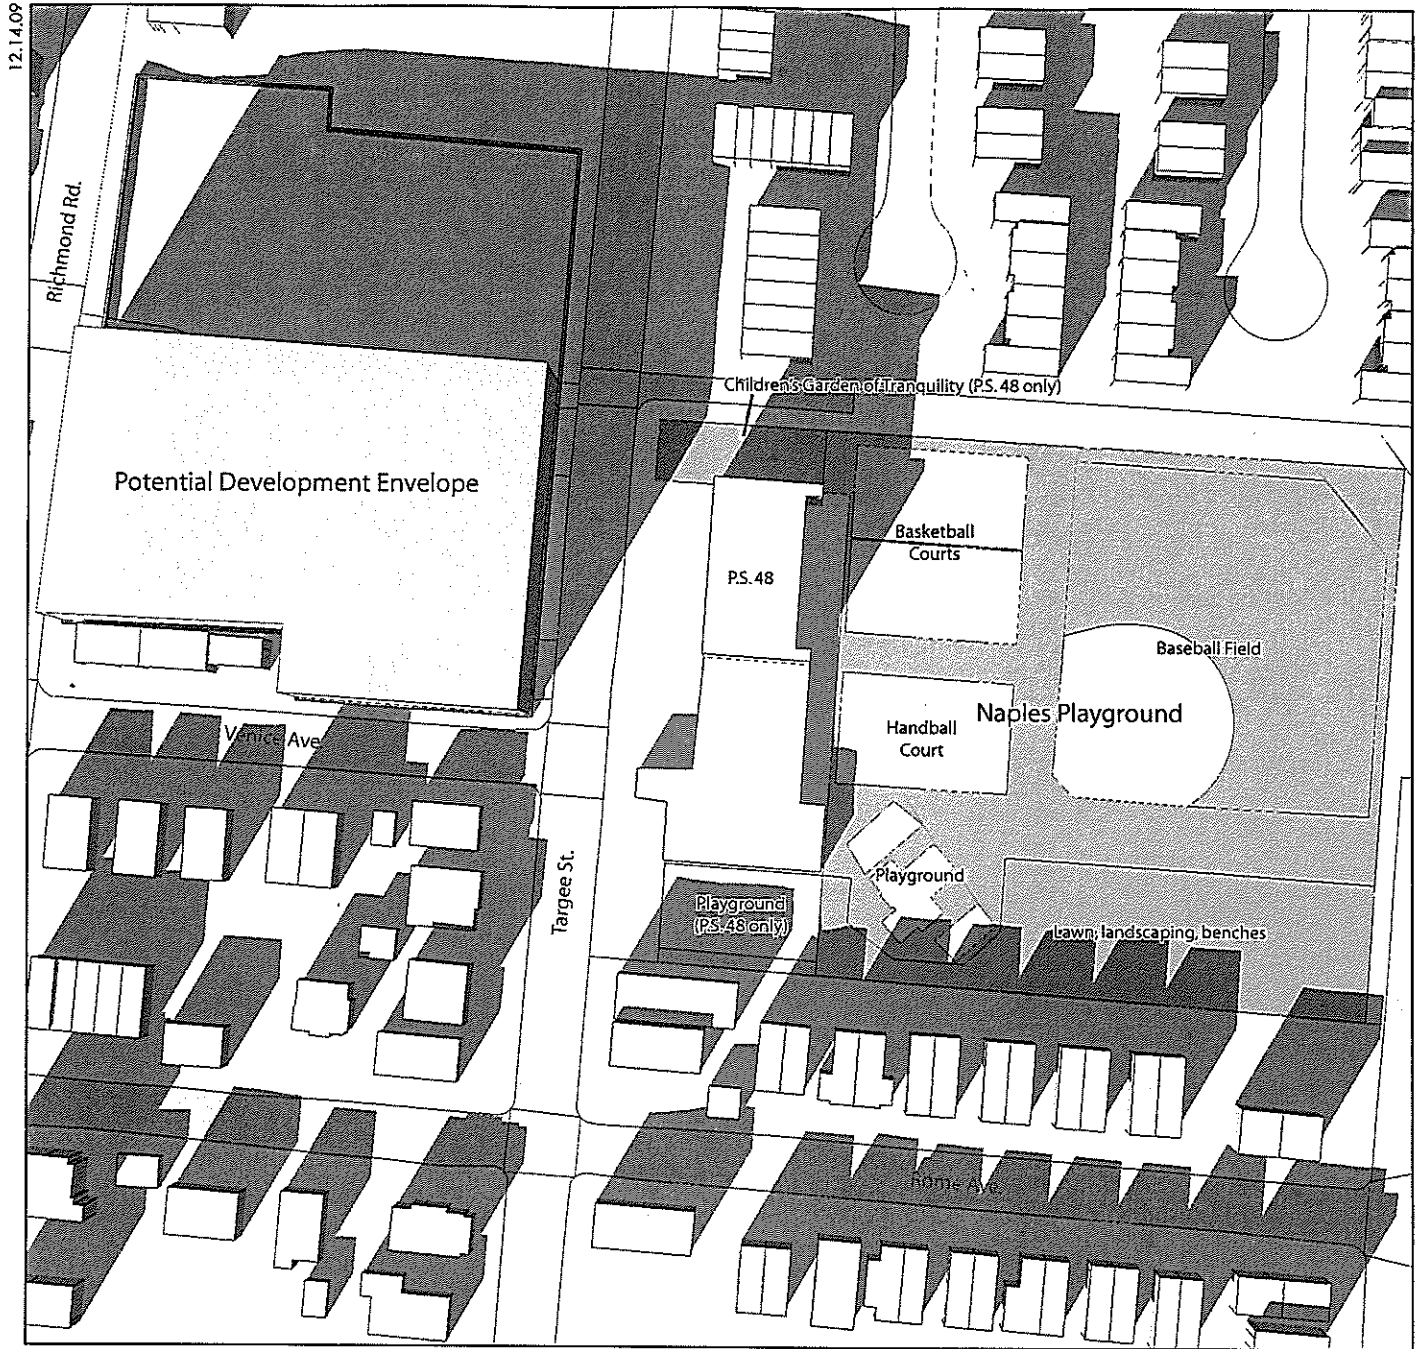 12.14.09
Richmond Rd.
Children's Garden of Tranquility (P.S. 48 only)
Potential Development Envelope
Basketball
Courts
P.S. 48
Baseball Field
Naples Playground
Handball
Court
Venice Ave.
Targee St.
Playground
Playground
(P.S. 48 only)
Lawn, landscaping, benches
Rome Ave.